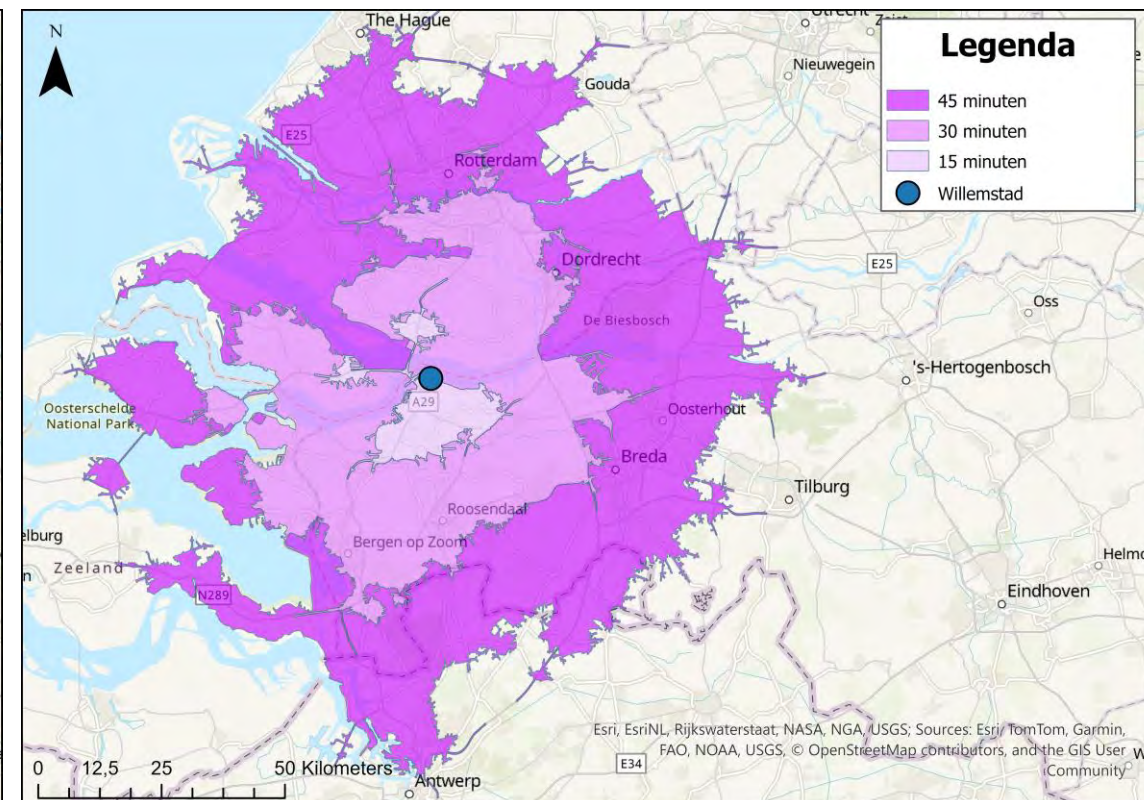 N
The Hague
Utrecht
Zeist
Nieuwegein
Gouda
E25
Rotterdam
Legenda
45 minuten
30 minuten
15 minuten
Willemstad
Dordrecht
E25
Oss
De Biesbosch
's-Hertogenbosch
A29
Oosterschelde
National Park
Oosterhout
Breda
Tilburg
Roosendaal
elburg
Bergen op Zoom
Zeeland
N289
Helmo
Eindhoven
Esri, EsriNL, Rijkswaterstaat, NASA, NGA, USGS; Sources: Esri, TomTom, Garmin,
FAO, NOAA, USGS, © OpenStreetMap contributors, and the GIS User
Community
0 12,5 25 50 Kilometers
Antwerp
E34
W